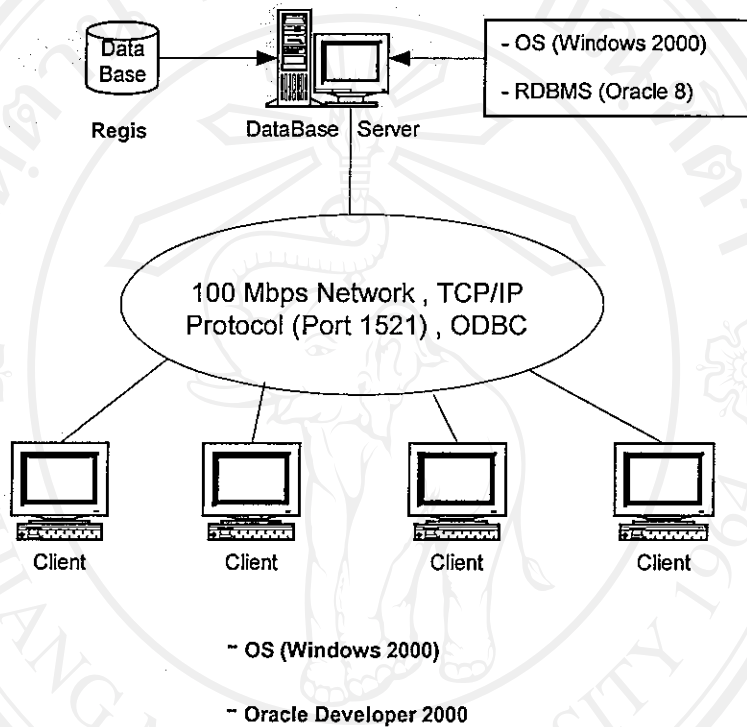 Data
Base
Regis
DataBase Server
- OS (Windows 2000)
- RDBMS (Oracle 8)
100 Mbps Network , TCP/IP
Protocol (Port 1521) , ODBC
Client Client Client Client
- OS (Windows 2000)
- Oracle Developer 2000